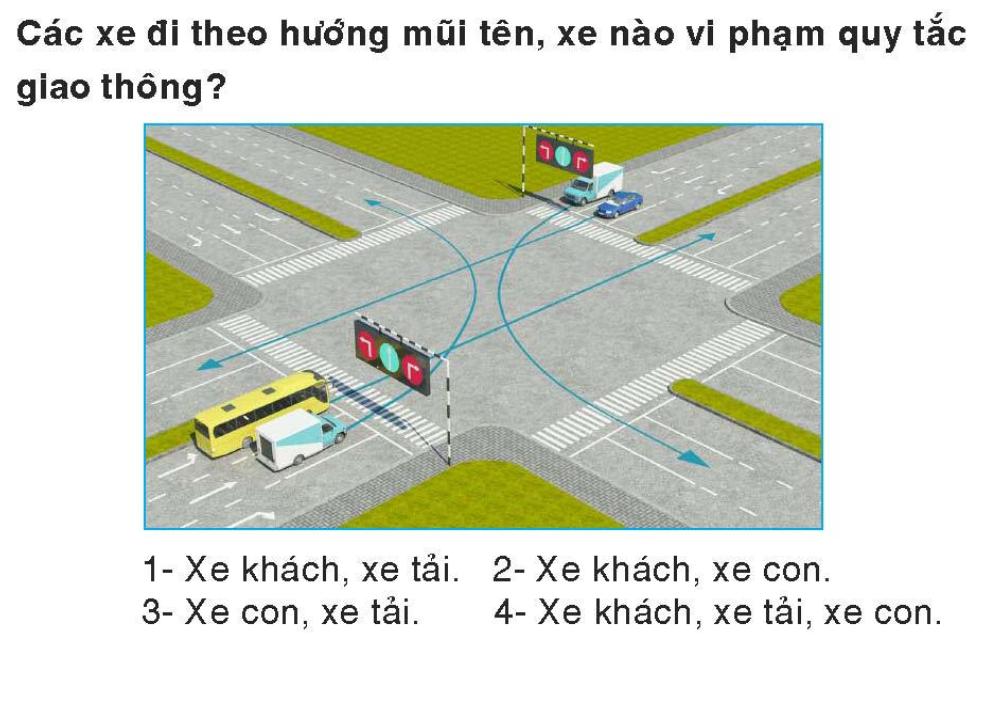 Các xe đi theo hướng mũi tên, xe nào vi phạm quy tắc
giao thông?
1- Xe khách, xe tải. 2- Xe khách, xe con.
3- Xe con, xe tải. 4- Xe khách, xe tải, xe con.